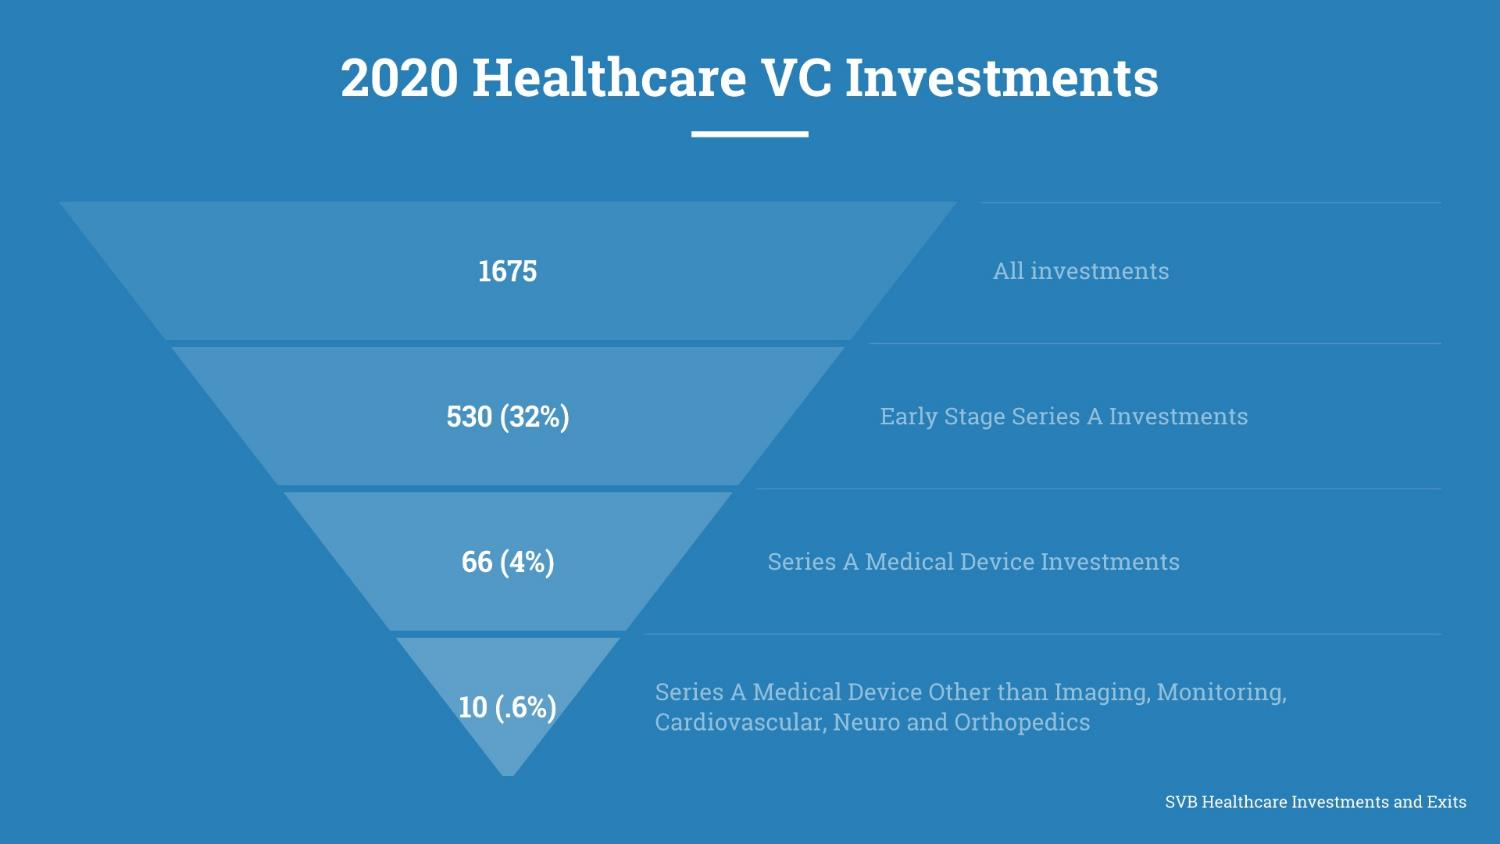 2020 Healthcare VC Investments
1675
All investments
530 (32%)
Early Stage Series A Investments
66 (4%)
Series A Medical Device Investments
10 (.6%)
Series A Medical Device Other than Imaging, Monitoring,
Cardiovascular, Neuro and Orthopedics
SVB Healthcare Investments and Exits